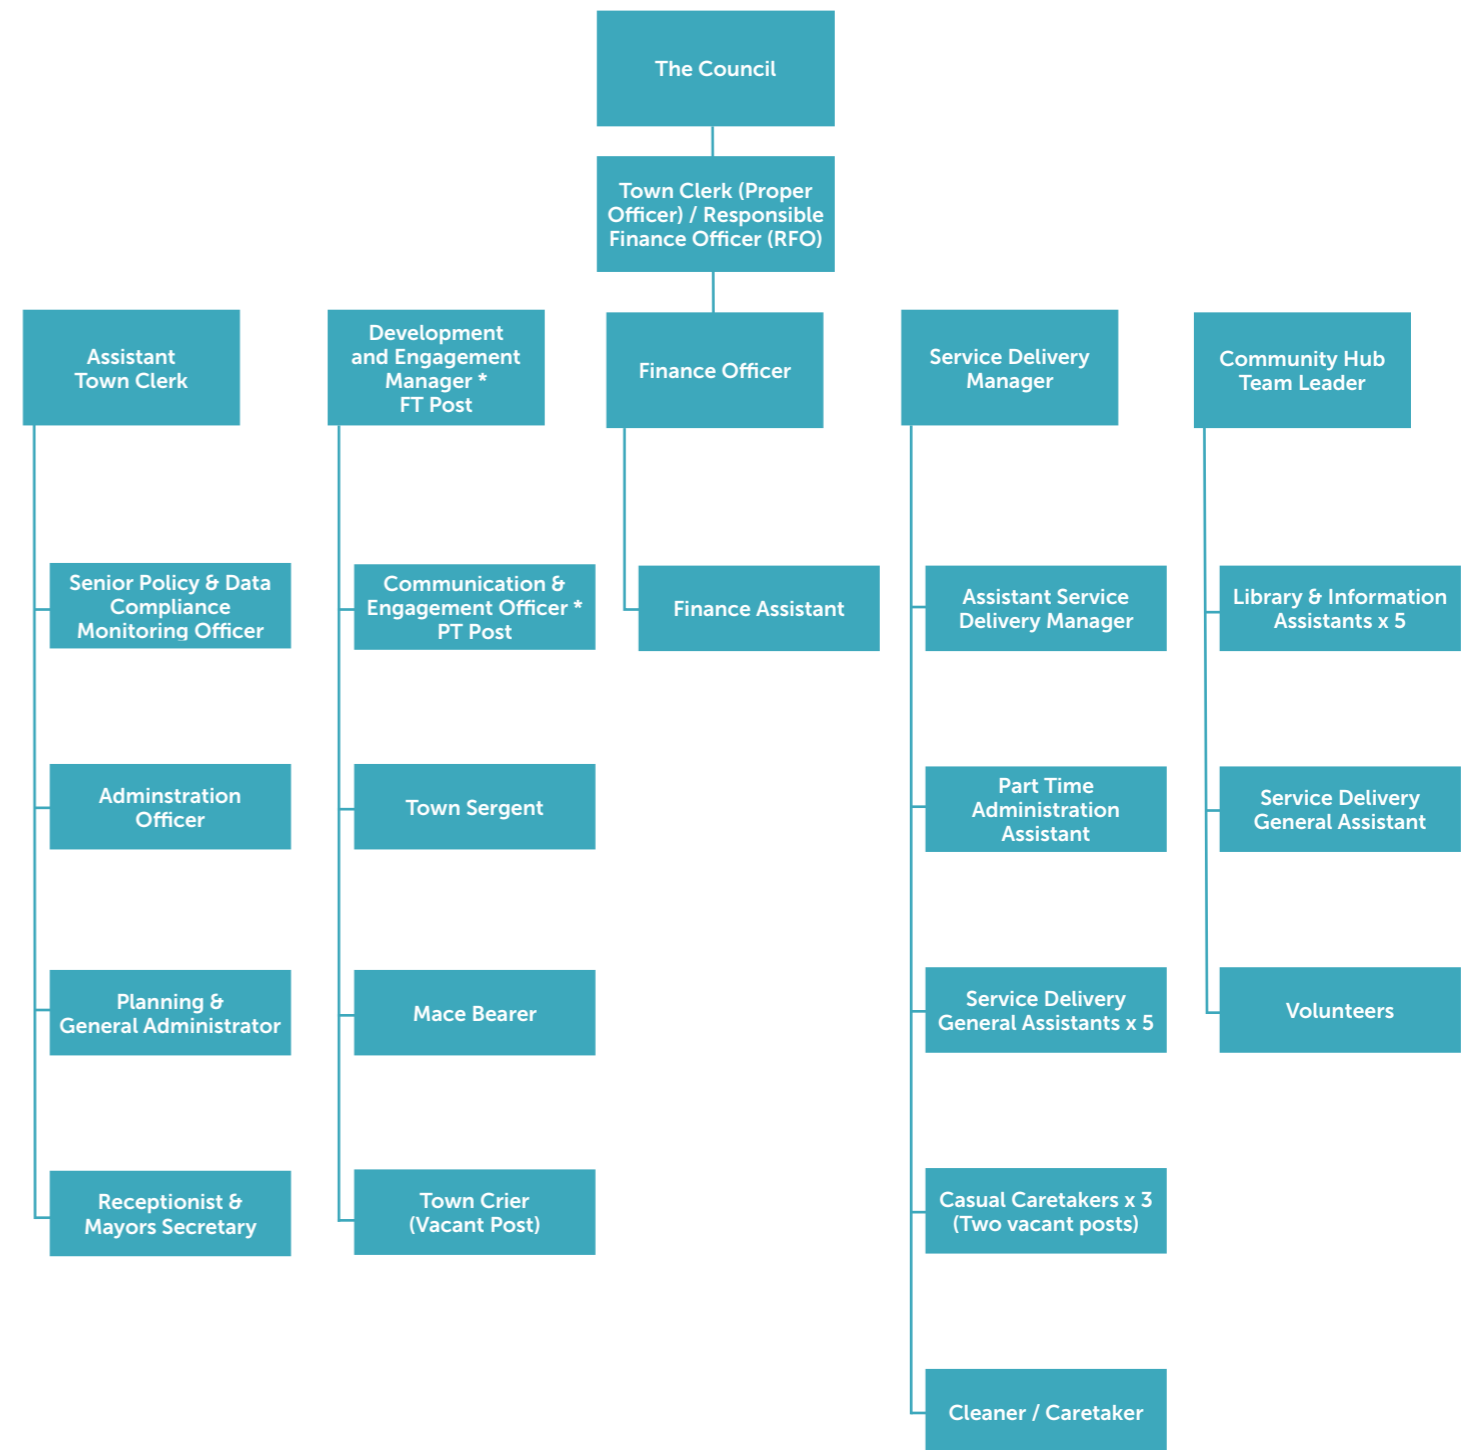 The Council
Town Clerk (Proper
Officer) / Responsible
Finance Officer (RFO)
Assistant
Town Clerk
Development
and Engagement
Manager *
FT Post
Finance Officer
Service Delivery
Manager
Community Hub
Team Leader
Senior Policy & Data
Compliance
Monitoring Officer
Communication &
Engagement Officer *
PT Post
Finance Assistant
Assistant Service
Delivery Manager
Library & Information
Assistants x 5
Adminstration
Officer
Town Sergent
Part Time
Administration
Assistant
Service Delivery
General Assistant
Planning &
General Administrator
Mace Bearer
Service Delivery
General Assistants x 5
Volunteers
Receptionist &
Mayors Secretary
Town Crier
(Vacant Post)
Casual Caretakers x 3
(Two vacant posts)
Cleaner / Caretaker